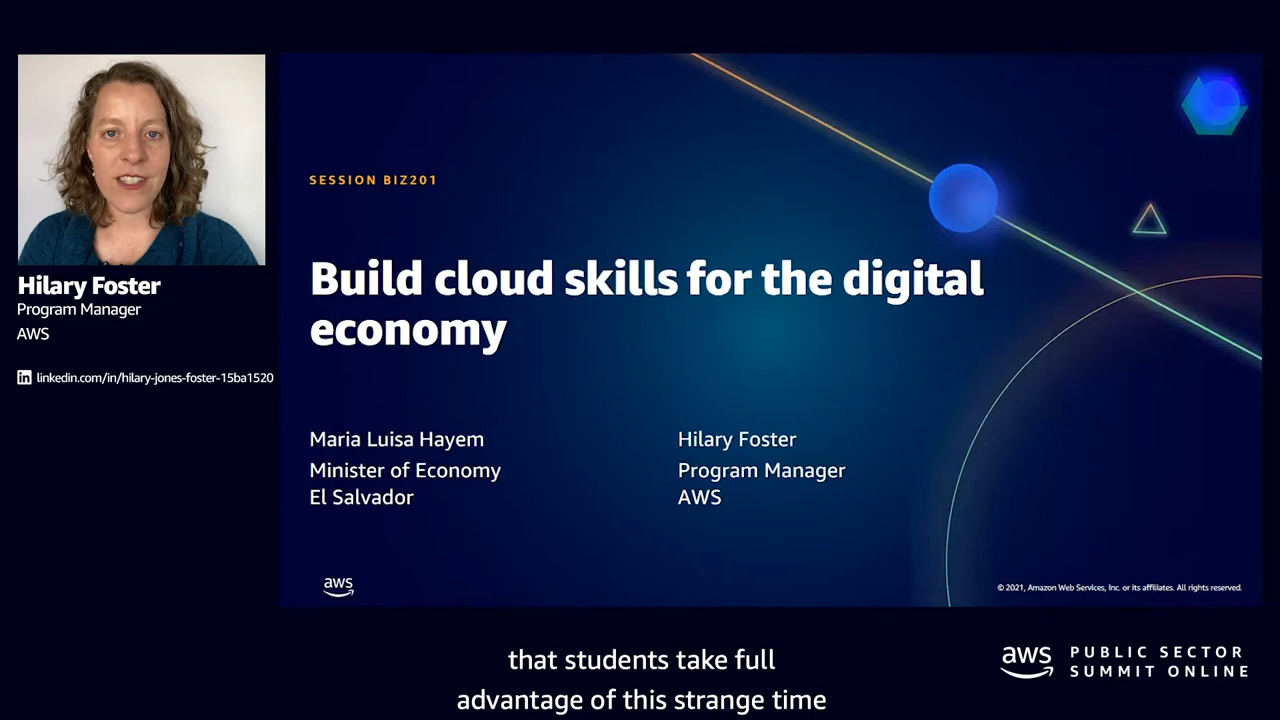 Hilary Foster
Program Manager
AWS
in linkedin.com/in/hilary-jones-foster-15ba1520
SESSION BIZ201
Build cloud skills for the digital
economy
Maria Luisa Hayem
Minister of Economy
El Salvador
Hilary Foster
Program Manager
AWS
aws
© 2021, Amazon Web Services, Inc. or its affiliates. All rights reserved.
that students take full
advantage of this strange time
aws PUBLIC SECTOR
SUMMIT ONLINE